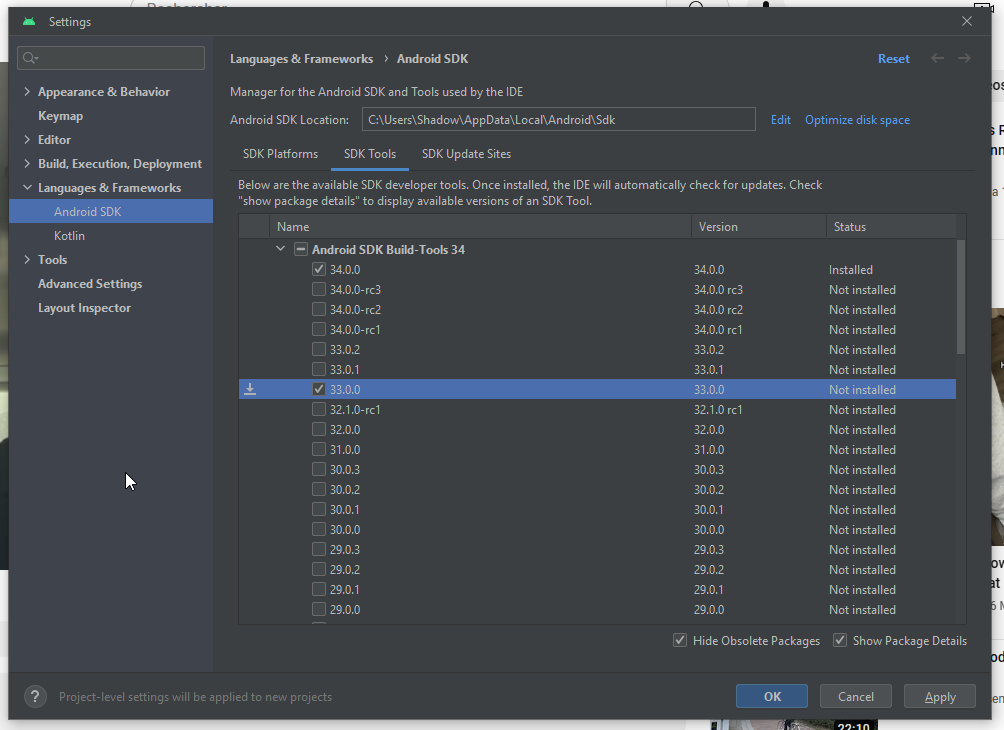 Settings
Languages & Frameworks › Android SDK
Reset
Appearance & Behavior
Keymap
Editor
Build, Execution, Deployment
Languages & Frameworks
Android SDK
Kotlin
Tools
Advanced Settings
Layout Inspector
Manager for the Android SDK and Tools used by the IDE
Android SDK Location: C:\Users\Shadow\AppData\Local\Android\Sdk Edit Optimize disk space
SDK Platforms SDK Tools SDK Update Sites
Below are the available SDK developer tools. Once installed, the IDE will automatically check for updates. Check
"show package details" to display available versions of an SDK Tool.
Name Version Status
Android SDK Build-Tools 34
34.0.0 34.0.0 Installed
34.0.0-rc3 34.0.0 rc3 Not installed
34.0.0-rc2 34.0.0 rc2 Not installed
34.0.0-rc1 34.0.0 rc1 Not installed
33.0.2 33.0.2 Not installed
33.0.1 33.0.1 Not installed
33.0.0 33.0.0 Not installed
32.1.0-rc1 32.1.0 rc1 Not installed
32.0.0 32.0.0 Not installed
31.0.0 31.0.0 Not installed
30.0.3 30.0.3 Not installed
30.0.2 30.0.2 Not installed
30.0.1 30.0.1 Not installed
30.0.0 30.0.0 Not installed
29.0.3 29.0.3 Not installed
29.0.2 29.0.2 Not installed
29.0.1 29.0.1 Not installed
29.0.0 29.0.0 Not installed
Hide Obsolete Packages Show Package Details
? Project-level settings will be applied to new projects
OK Cancel Apply
22:10